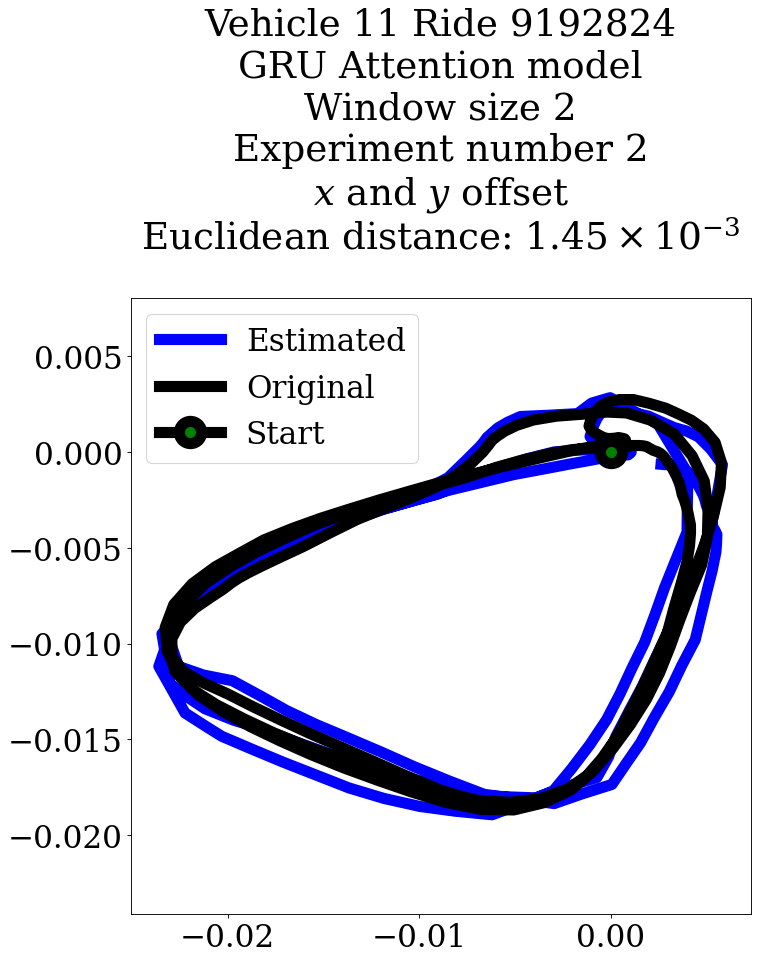 Vehicle 11 Ride 9192824
GRU Attention model
Window size 2
Experiment number 2
x and y offset
Euclidean distance: 1.45 × 10⁻³
Estimated
Original
Start
0.005
0.000
−0.005
−0.010
−0.015
−0.020
−0.02
−0.01
0.00